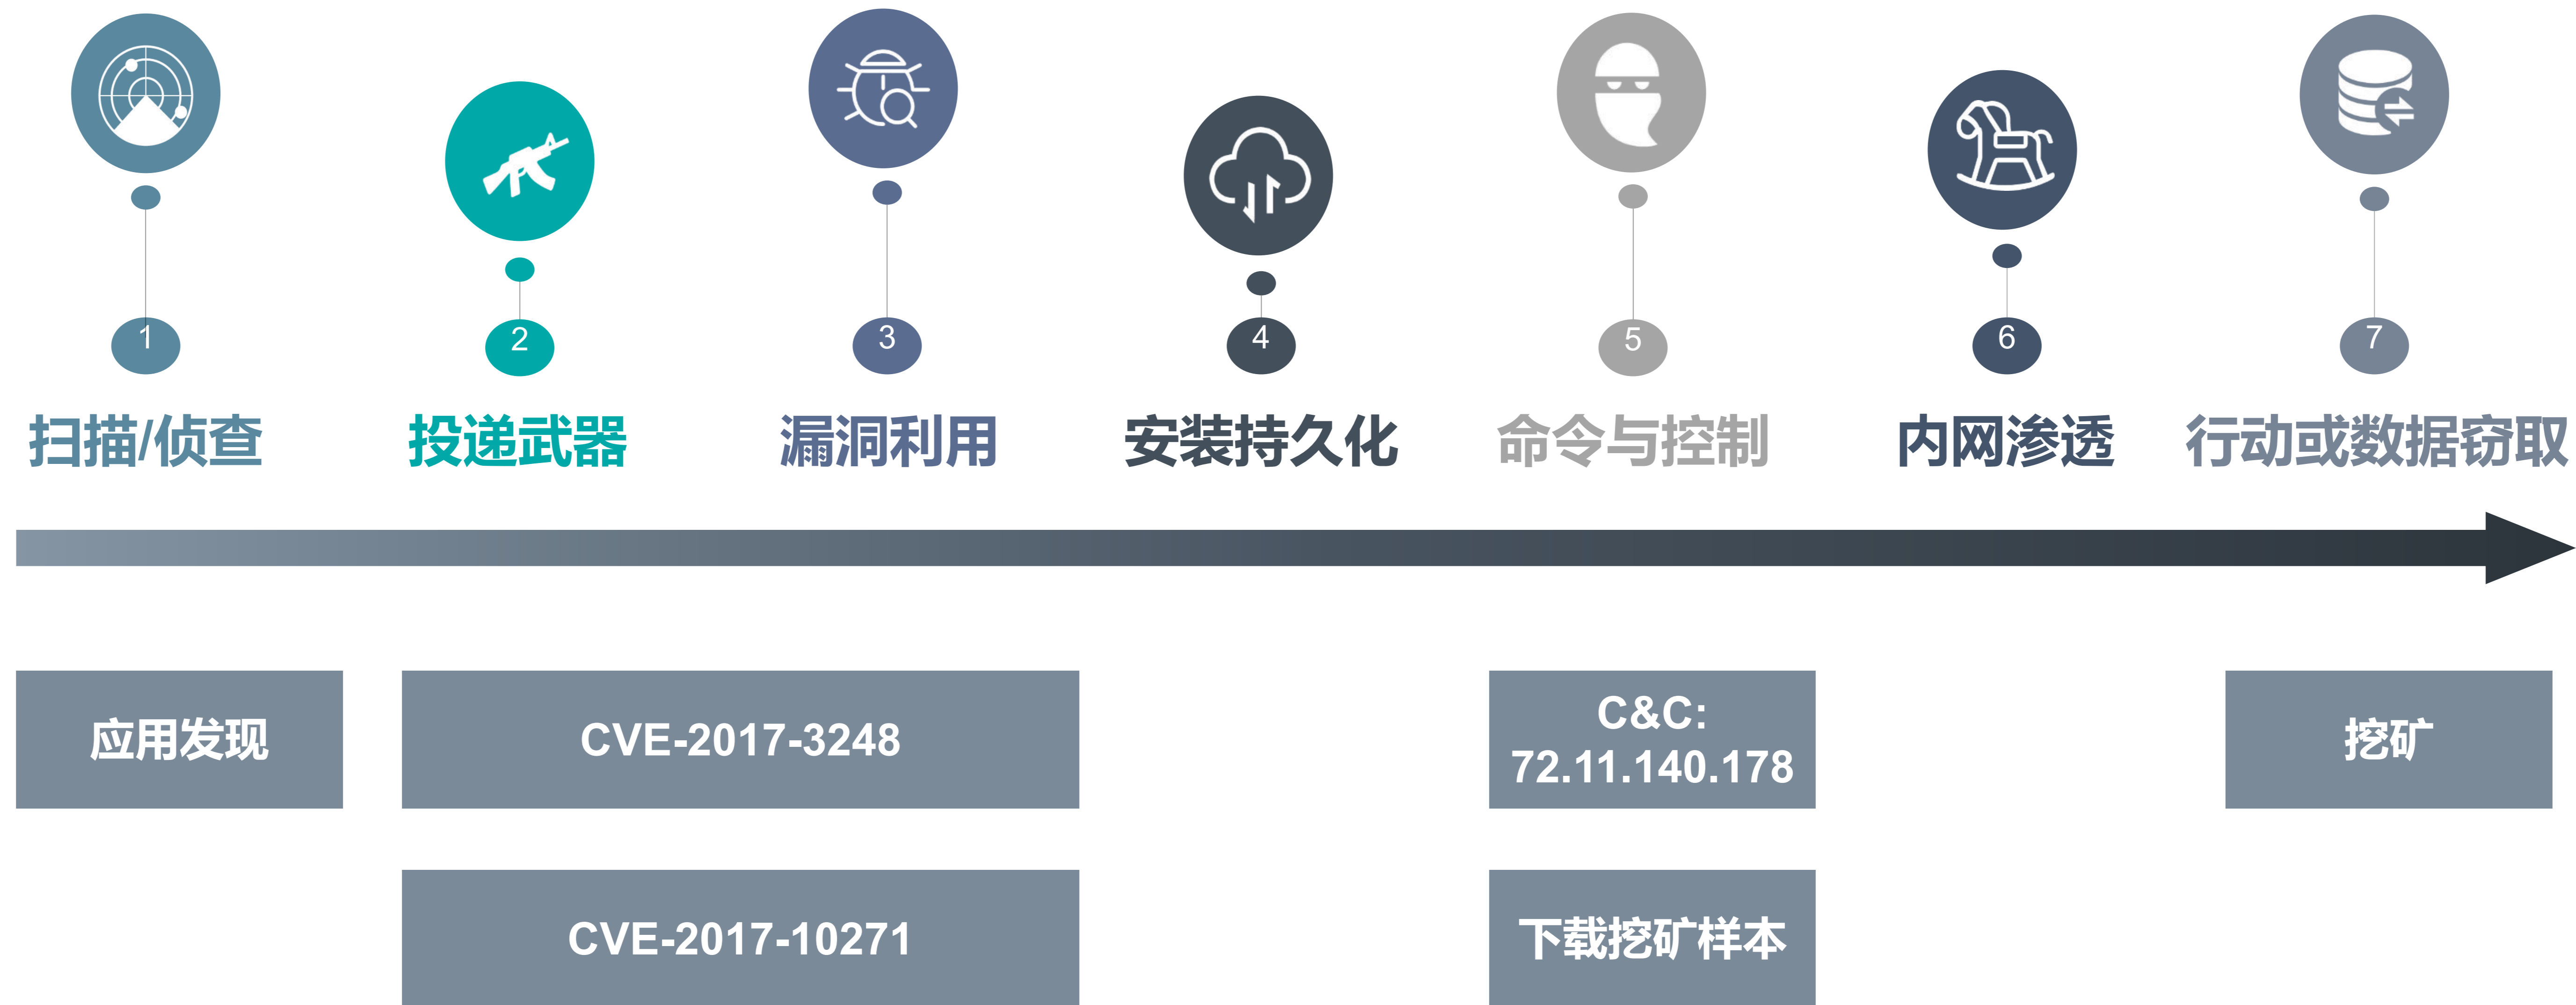 1
2
3
4
5
6
7
扫描/侦查
投递武器
漏洞利用
安装持久化
命令与控制
内网渗透
行动或数据窃取
应用发现
CVE-2017-3248
C&C:
72.11.140.178
挖矿
CVE-2017-10271
下载挖矿样本